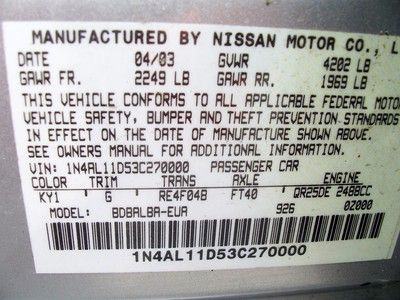 MANUFACTURED BY NISSAN MOTOR CO., L
DATE 04/03 GVWR 4202 LB
GAWR FR. 2249 LB GAWR RR. 1969 LB
THIS VEHICLE CONFORMS TO ALL APPLICABLE FEDERAL MOTO
VEHICLE SAFETY, BUMPER AND THEFT PREVENTION STANDARDS
IN EFFECT ON THE DATE OF MANUFACTURE SHOWN ABOVE.
SEE OWNERS MANUAL FOR ADDITIONAL INFORMATION.
VIN: 1N4AL11D53C270000 PASSENGER CAR
COLOR TRIM TRANS AXLE ENGINE
KY1 G RE4F04B FT40 QR25DE 2488CC
MODEL: BDBALBA-EUA 926 0Z000
1N4AL11D53C270000